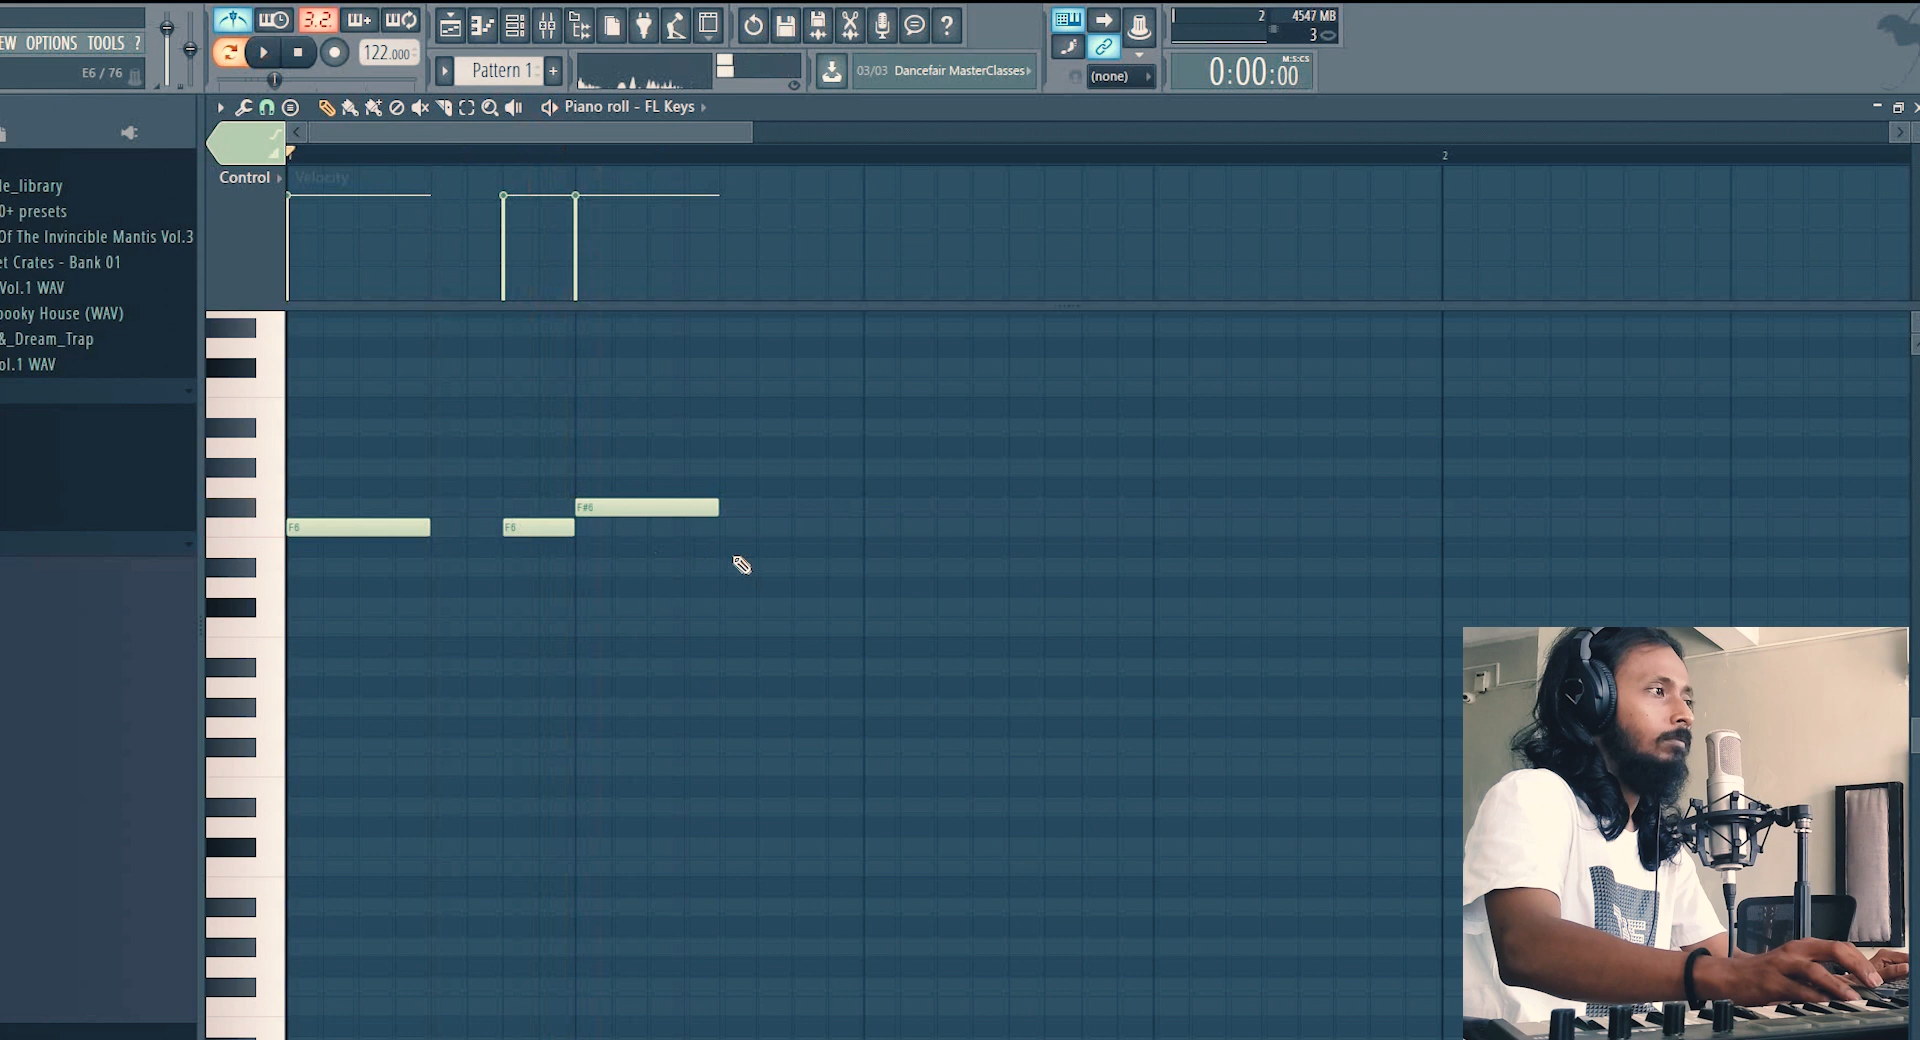 EW OPTIONS TOOLS ?
E6 / 76
3.2.
122.000
Pattern 1
+
03/03 Dancefair MasterClasses
(none)
2
4547 MB
3
0:00:00
M:S:CS
Piano roll - FL Keys
2
Control
Velocity
le_library
0+ presets
Of The Invincible Mantis Vol.3
et Crates - Bank 01
Vol.1 WAV
pooky House (WAV)
&_Dream_Trap
ol.1 WAV
F#6
F6
F6